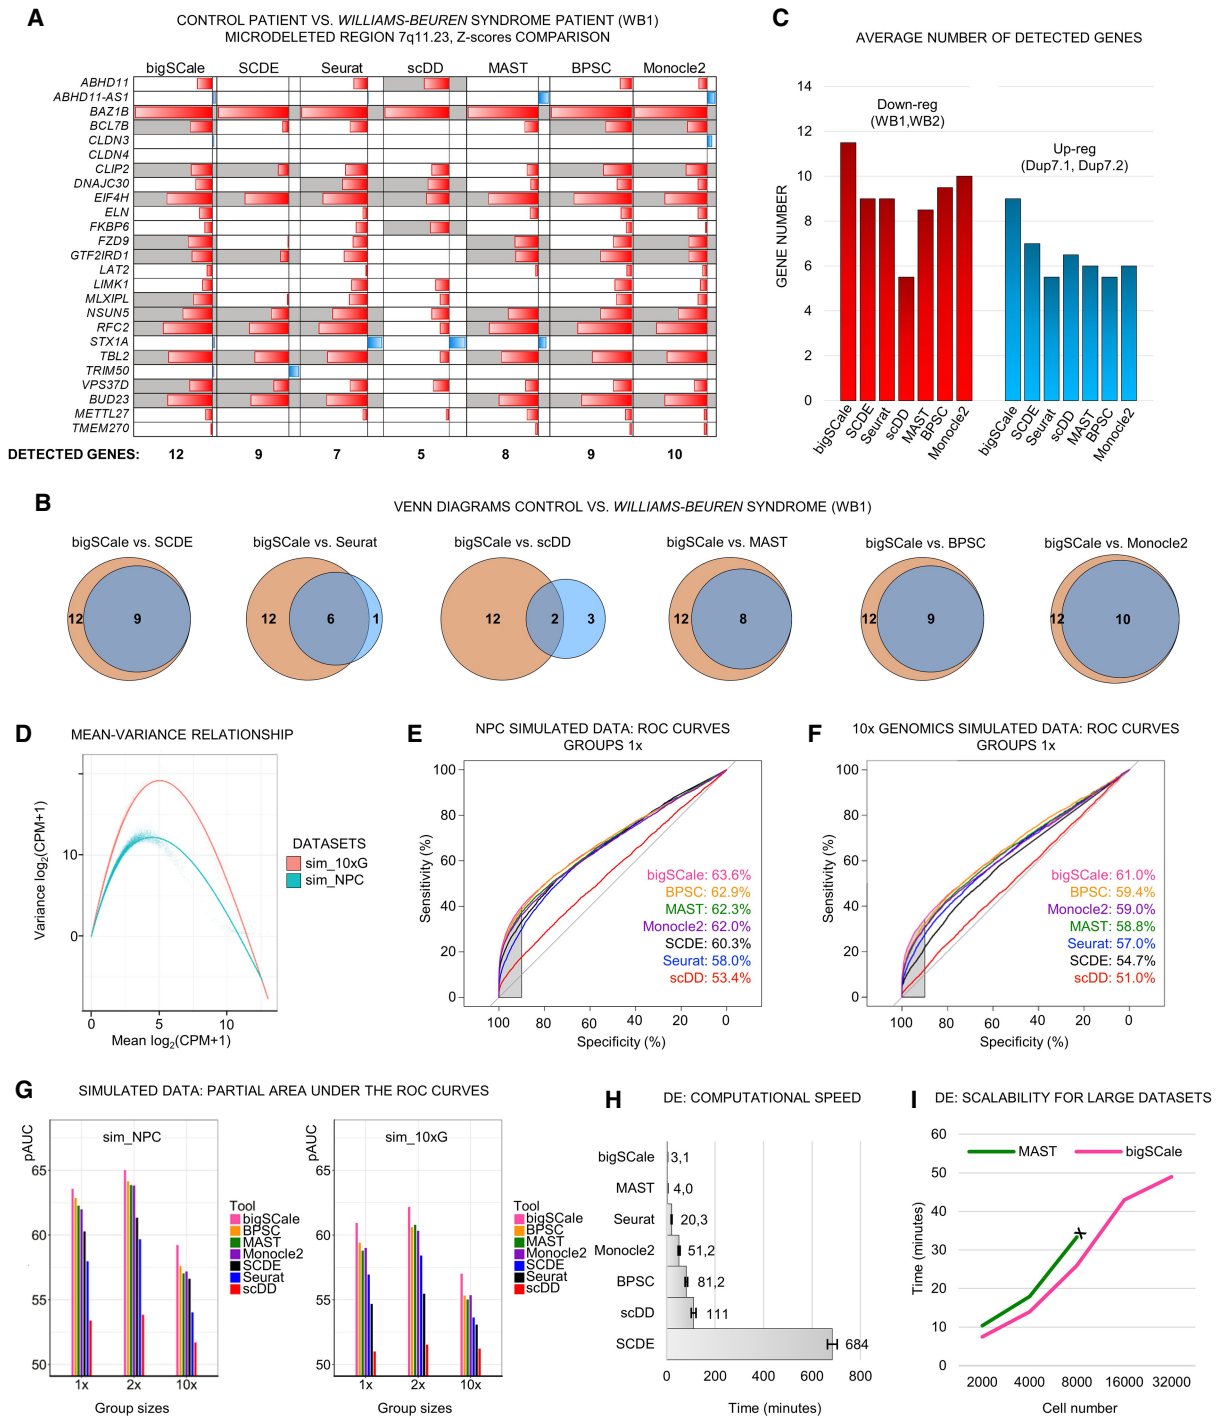 A
CONTROL PATIENT VS. WILLIAMS-BEUREN SYNDROME PATIENT (WB1)
MICRODELETED REGION 7q11.23, Z-scores COMPARISON
bigSCale SCDE Seurat scDD MAST BPSC Monocle2
ABHD11
ABHD11-AS1
BAZ1B
BCL7B
CLDN3
CLDN4
CLIP2
DNAJC30
EIF4H
ELN
FKBP6
FZD9
GTF2IRD1
LAT2
LIMK1
MLXIPL
NSUN5
RFC2
STX1A
TBL2
TRIM50
VPS37D
BUD23
METTL27
TMEM270
DETECTED GENES: 12 9 7 5 8 9 10
C
AVERAGE NUMBER OF DETECTED GENES
GENE NUMBER
14
12
10
8
6
4
2
0
Down-reg
(WB1,WB2)
Up-reg
(Dup7.1, Dup7.2)
bigSCale SCDE Seurat scDD MAST BPSC Monocle2
bigSCale SCDE Seurat scDD MAST BPSC Monocle2
B
VENN DIAGRAMS CONTROL VS. WILLIAMS-BEUREN SYNDROME (WB1)
bigSCale vs. SCDE
12 9
bigSCale vs. Seurat
12 6 1
bigSCale vs. scDD
12 2 3
bigSCale vs. MAST
12 8
bigSCale vs. BPSC
12 9
bigSCale vs. Monocle2
12 10
D
MEAN-VARIANCE RELATIONSHIP
Variance log2(CPM+1)
10
0
0 5 10
Mean log2(CPM+1)
DATASETS
sim_10xG
sim_NPC
E
NPC SIMULATED DATA: ROC CURVES
GROUPS 1x
Sensitivity (%)
100
80
60
40
20
0
bigSCale: 63.6%
BPSC: 62.9%
MAST: 62.3%
Monocle2: 62.0%
SCDE: 60.3%
Seurat: 58.0%
scDD: 53.4%
100 80 60 40 20 0
Specificity (%)
F
10x GENOMICS SIMULATED DATA: ROC CURVES
GROUPS 1x
Sensitivity (%)
100
80
60
40
20
0
bigSCale: 61.0%
BPSC: 59.4%
Monocle2: 59.0%
MAST: 58.8%
Seurat: 57.0%
SCDE: 54.7%
scDD: 51.0%
100 80 60 40 20 0
Specificity (%)
G
SIMULATED DATA: PARTIAL AREA UNDER THE ROC CURVES
pAUC
sim_NPC
65
60
55
50
1x 2x 10x
Group sizes
Tool
bigSCale
BPSC
MAST
Monocle2
SCDE
Seurat
scDD
pAUC
sim_10xG
65
60
55
50
1x 2x 10x
Group sizes
Tool
bigSCale
BPSC
MAST
Monocle2
SCDE
Seurat
scDD
H
DE: COMPUTATIONAL SPEED
bigSCale 3,1
MAST 4,0
Seurat 20,3
Monocle2 51,2
BPSC 81,2
scDD 111
SCDE 684
0 200 400 600 800
Time (minutes)
I
DE: SCALABILITY FOR LARGE DATASETS
Time (minutes)
60
50
40
30
20
10
0
MAST bigSCale
X
2000 4000 8000 16000 32000
Cell number